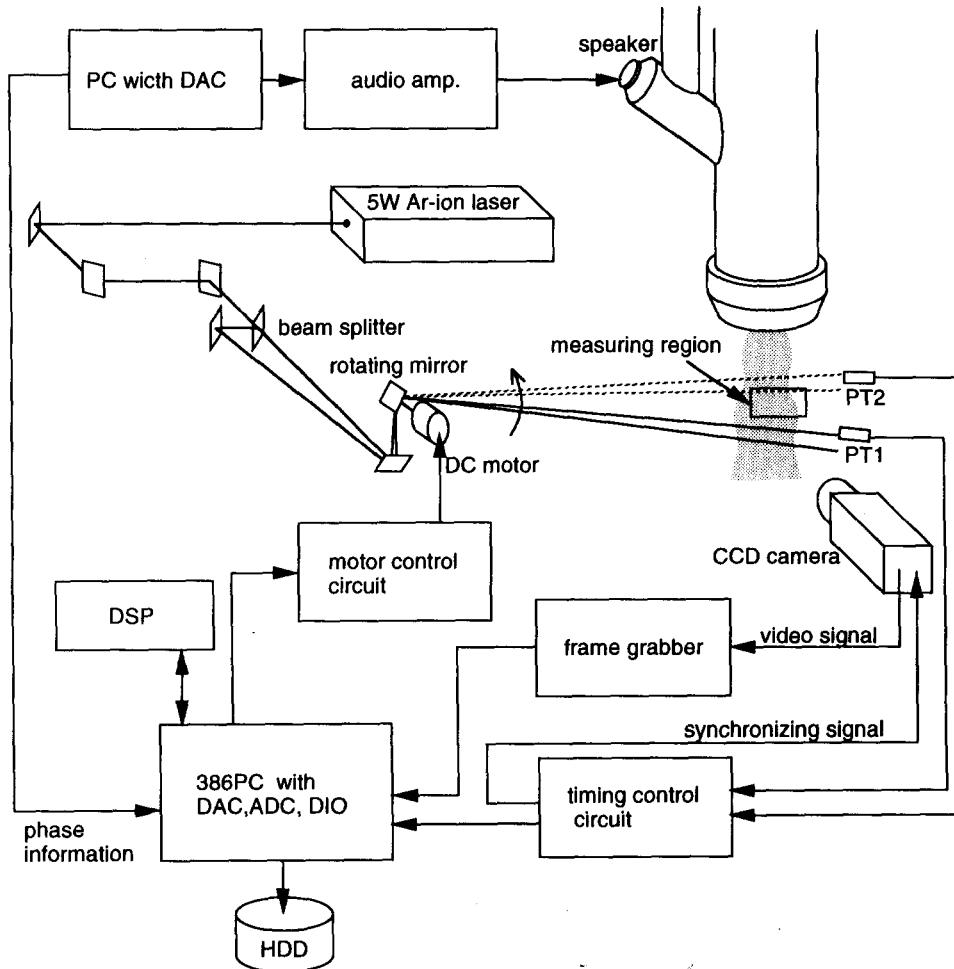 speaker
PC wicth DAC
audio amp.
5W Ar-ion laser
beam splitter
measuring region
rotating mirror
PT2
PT1
DC motor
CCD camera
motor control
circuit
DSP
video signal
frame grabber
synchronizing signal
386PC with
DAC,ADC, DIO
timing control
circuit
phase
information
HDD